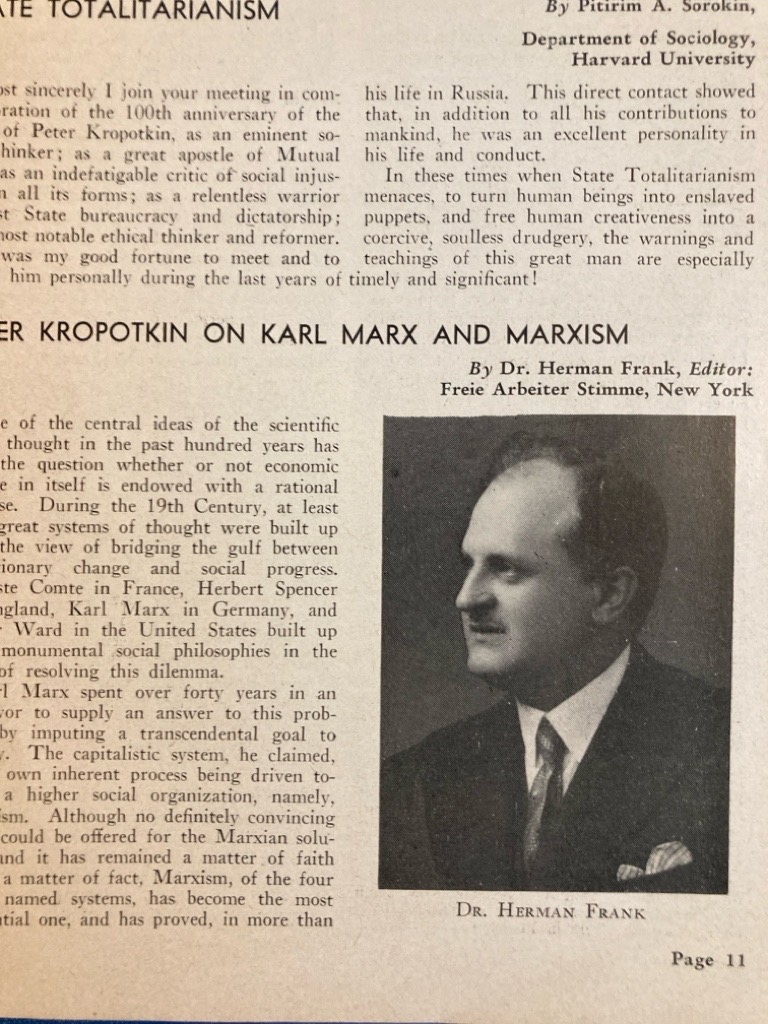 ATE TOTALITARIANISM
By Pitirim A. Sorokin,
Department of Sociology,
Harvard University
ost sincerely I join your meeting in com-
ration of the 100th anniversary of the
of Peter Kropotkin, as an eminent so-
hinker; as a great apostle of Mutual
as an indefatigable critic of social injus-
n all its forms; as a relentless warrior
st State bureaucracy and dictatorship;
nost notable ethical thinker and reformer.
was my good fortune to meet and to
him personally during the last years of
his life in Russia. This direct contact showed
that, in addition to all his contributions to
mankind, he was an excellent personality in
his life and conduct.
In these times when State Totalitarianism
menaces, to turn human beings into enslaved
puppets, and free human creativeness into a
coercive, soulless drudgery, the warnings and
teachings of this great man are especially
timely and significant!
ER KROPOTKIN ON KARL MARX AND MARXISM
By Dr. Herman Frank, Editor:
Freie Arbeiter Stimme, New York
e of the central ideas of the scientific
thought in the past hundred years has
the question whether or not economic
e in itself is endowed with a rational
se. During the 19th Century, at least
great systems of thought were built up
the view of bridging the gulf between
ionary change and social progress.
ste Comte in France, Herbert Spencer
ngland, Karl Marx in Germany, and
r Ward in the United States built up
monumental social philosophies in the
of resolving this dilemma.
rl Marx spent over forty years in an
vor to supply an answer to this prob-
by imputing a transcendental goal to
y. The capitalistic system, he claimed,
own inherent process being driven to-
a higher social organization, namely,
ism. Although no definitely convincing
could be offered for the Marxian solu-
and it has remained a matter of faith
a matter of fact, Marxism, of the four
named systems, has become the most
ntial one, and has proved, in more than
Dr. Herman Frank
Page 11